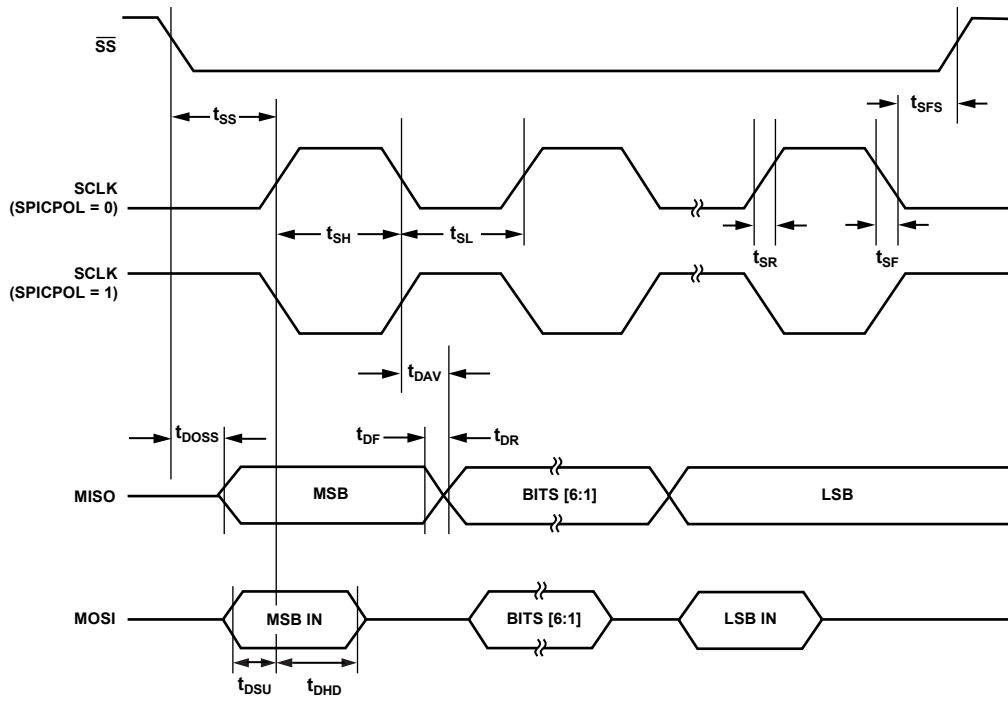 SS
tSS
tSFS
SCLK
(SPICPOL = 0)
tSH
tSL
tSR
tSF
SCLK
(SPICPOL = 1)
tDAV
tDOSS
tDF
tDR
MISO
MSB
BITS [6:1]
LSB
MOSI
MSB IN
BITS [6:1]
LSB IN
tDSU
tDHD